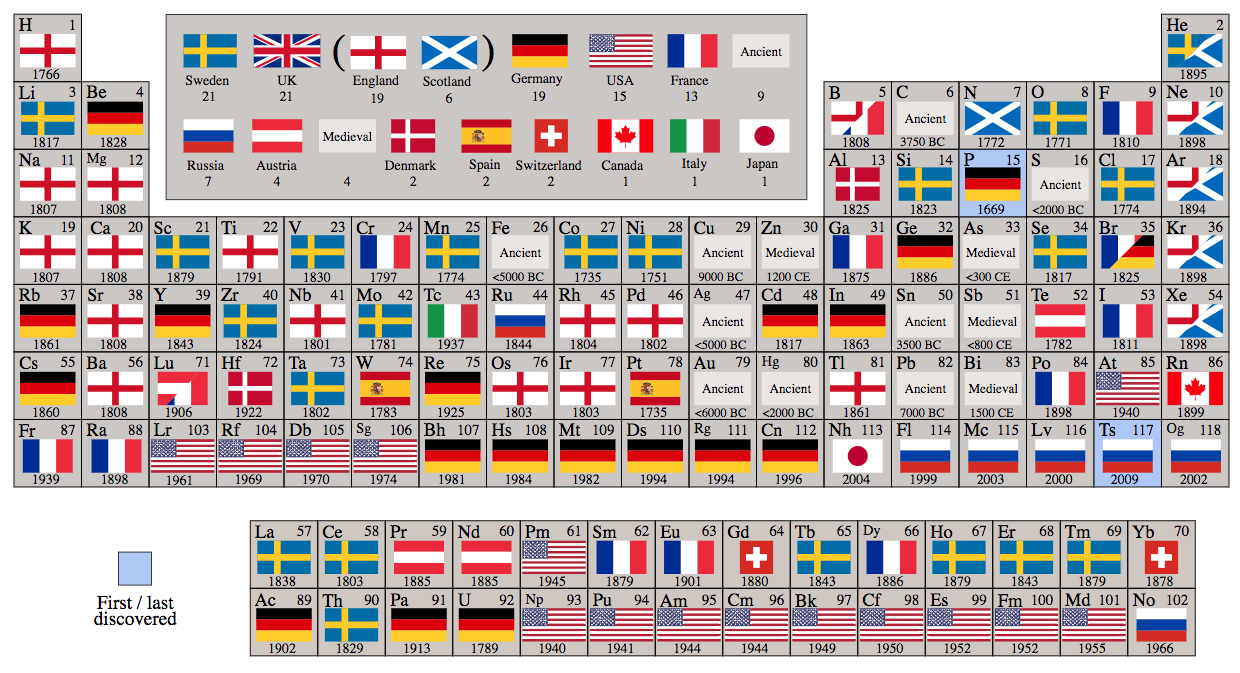 H 1
1766
Sweden
21
UK
21
( England
19
Scotland )
6
Germany
19
USA
15
France
13
Ancient
9
Russia
7
Austria
4
Medieval
4
Denmark
2
Spain
2
Switzerland
2
Canada
1
Italy
1
Japan
1
He 2
1895
Li 3 Be 4 B 5 C 6 N 7 O 8 F 9 Ne 10
Ancient
1817 1828 1808 3750 BC 1772 1771 1810 1898
Na 11 Mg 12 Al 13 Si 14 P 15 S 16 Cl 17 Ar 18
Ancient
1807 1808 1825 1823 1669 <2000 BC 1774 1894
K 19 Ca 20 Sc 21 Ti 22 V 23 Cr 24 Mn 25 Fe 26 Co 27 Ni 28 Cu 29 Zn 30 Ga 31 Ge 32 As 33 Se 34 Br 35 Kr 36
Ancient Ancient Medieval Medieval
1807 1808 1879 1791 1830 1797 1774 <5000 BC 1735 1751 9000 BC 1200 CE 1875 1886 <300 CE 1817 1825 1898
Rb 37 Sr 38 Y 39 Zr 40 Nb 41 Mo 42 Tc 43 Ru 44 Rh 45 Pd 46 Ag 47 Cd 48 In 49 Sn 50 Sb 51 Te 52 I 53 Xe 54
Ancient Ancient Medieval
1861 1808 1843 1824 1801 1781 1937 1844 1804 1802 <5000 BC 1817 1863 3500 BC <800 CE 1782 1811 1898
Cs 55 Ba 56 Lu 71 Hf 72 Ta 73 W 74 Re 75 Os 76 Ir 77 Pt 78 Au 79 Hg 80 Tl 81 Pb 82 Bi 83 Po 84 At 85 Rn 86
Ancient Ancient Ancient Medieval
1860 1808 1906 1922 1802 1783 1925 1803 1803 1735 <6000 BC <2000 BC 1861 7000 BC 1500 CE 1898 1940 1899
Fr 87 Ra 88 Lr 103 Rf 104 Db 105 Sg 106 Bh 107 Hs 108 Mt 109 Ds 110 Rg 111 Cn 112 Nh 113 Fl 114 Mc 115 Lv 116 Ts 117 Og 118
1939 1898 1961 1969 1970 1974 1981 1984 1982 1994 1994 1996 2004 1999 2003 2000 2009 2002
La 57 Ce 58 Pr 59 Nd 60 Pm 61 Sm 62 Eu 63 Gd 64 Tb 65 Dy 66 Ho 67 Er 68 Tm 69 Yb 70
1838 1803 1885 1885 1945 1879 1901 1880 1843 1886 1879 1843 1879 1878
Ac 89 Th 90 Pa 91 U 92 Np 93 Pu 94 Am 95 Cm 96 Bk 97 Cf 98 Es 99 Fm 100 Md 101 No 102
1902 1829 1913 1789 1940 1941 1944 1944 1949 1950 1952 1952 1955 1966
First / last
discovered